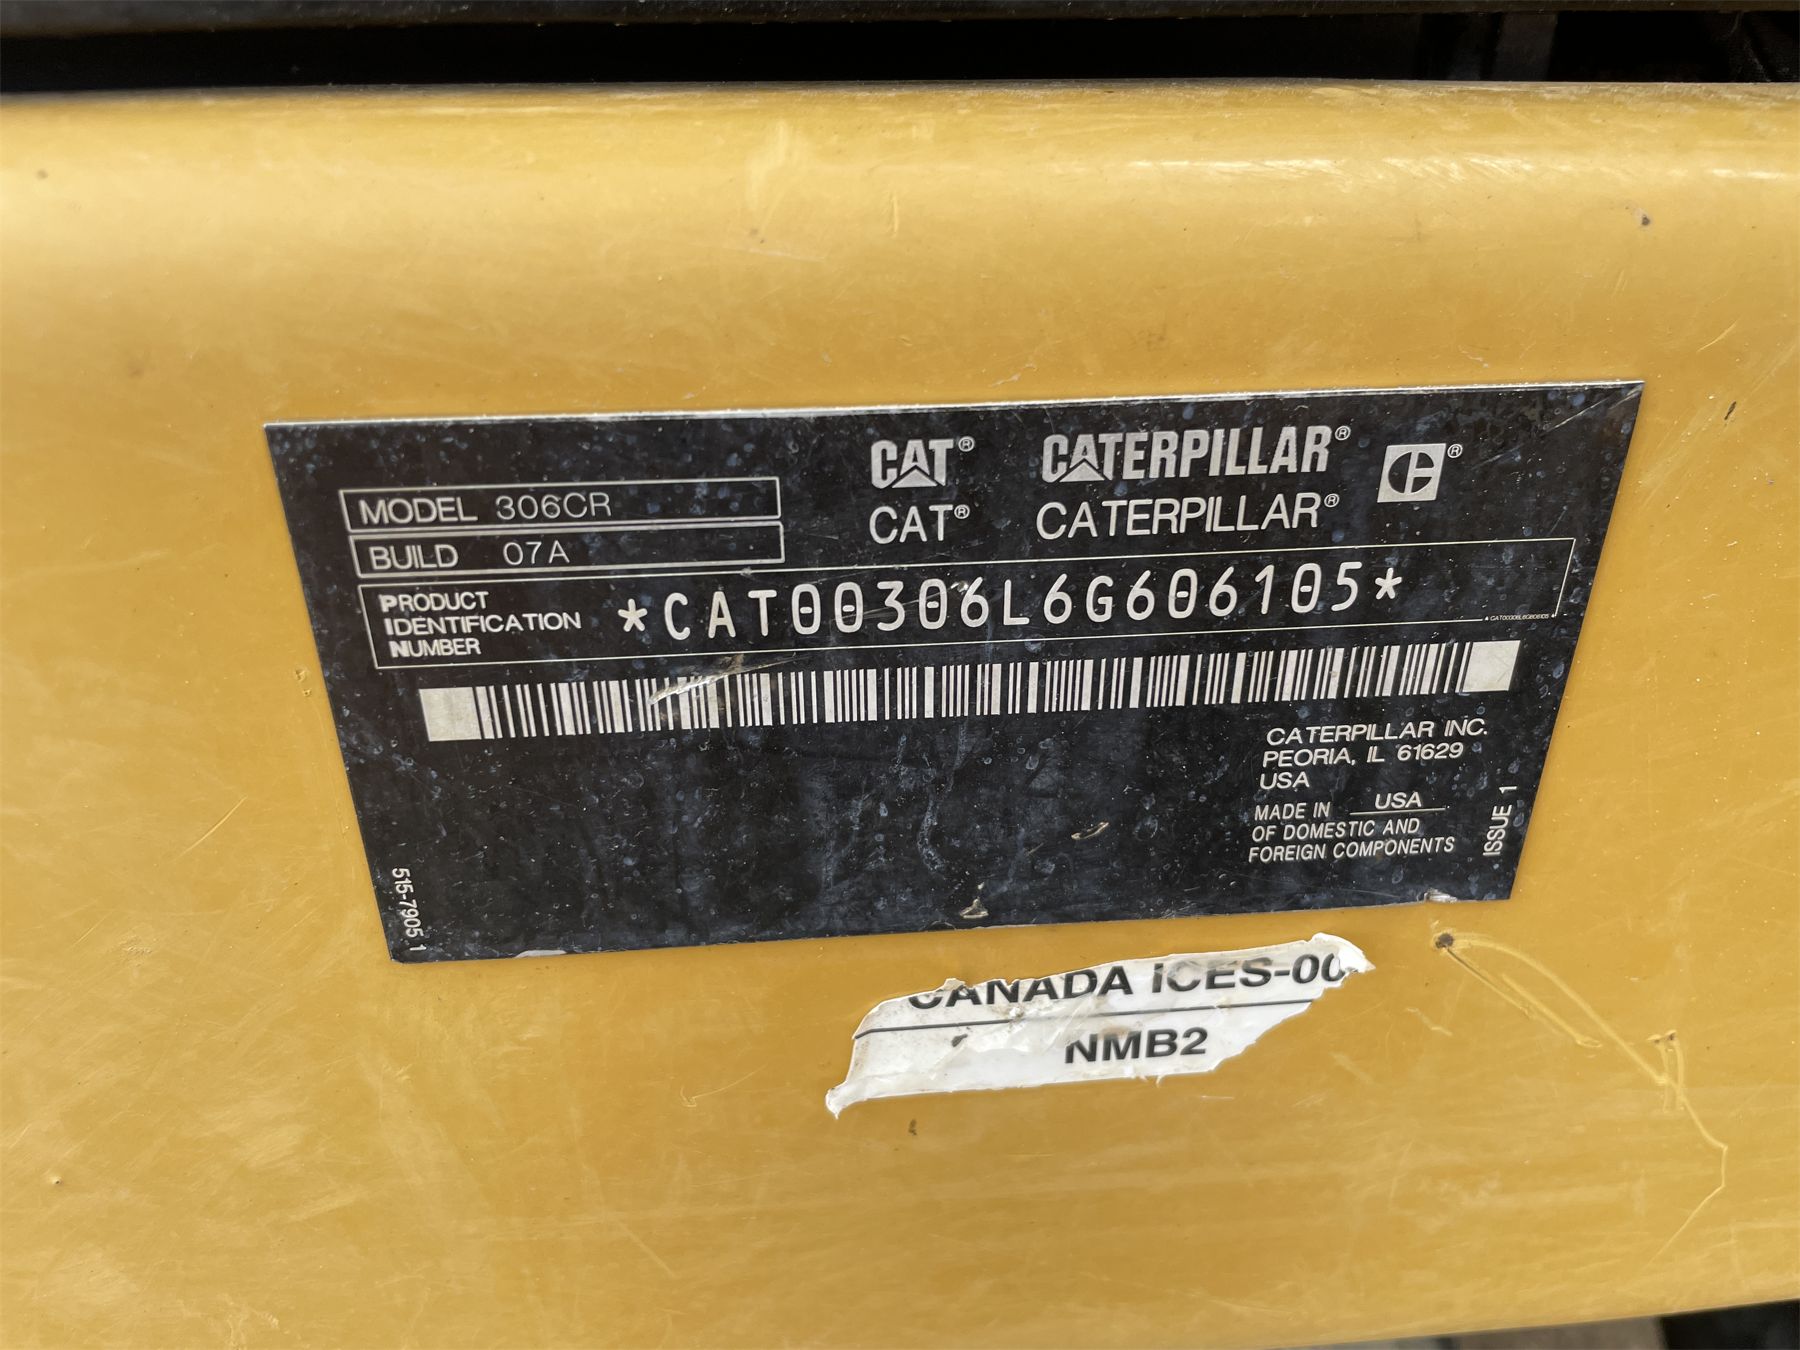 CAT® CATERPILLAR® C®
CAT® CATERPILLAR®
MODEL 306CR
BUILD 07A
PRODUCT
IDENTIFICATION
NUMBER
*CAT00306L6G606105*
*CAT00306L6G606105*
CATERPILLAR INC.
PEORIA, IL 61629
USA
MADE IN USA
OF DOMESTIC AND
FOREIGN COMPONENTS
ISSUE 1
515-7905 1
CANADA ICES-00
NMB2